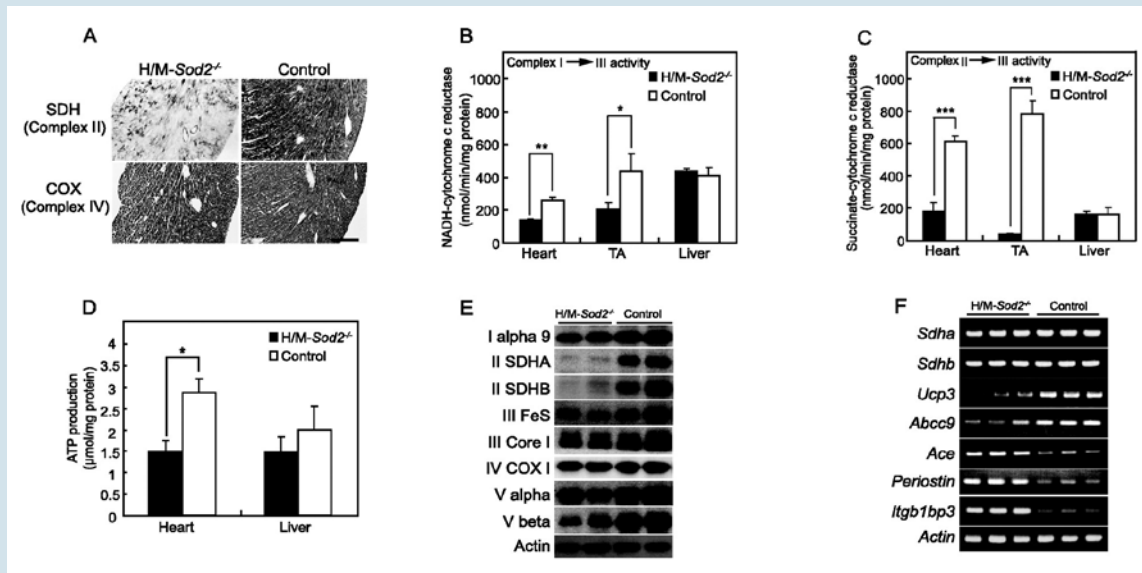 A
H/M-Sod2-/- Control
SDH
(Complex II)
COX
(Complex IV)
B
Complex I → III activity
H/M-Sod2-/-
Control
NADH-cytochrome c reductase
(nmol/min/mg protein)
1000
800
600
400
200
0
**
*
Heart TA Liver
C
Complex II → III activity
H/M-Sod2-/-
Control
Succinate-cytochrome c reductase
(nmol/min/mg protein)
1000
800
600
400
200
0
***
***
Heart TA Liver
D
H/M-Sod2-/-
Control
ATP production
(μmol/mg protein)
4
3.5
3
2.5
2
1.5
1
0.5
0
*
Heart Liver
E
H/M-Sod2-/- Control
I alpha 9
II SDHA
II SDHB
III FeS
III Core I
IV COX I
V alpha
V beta
Actin
F
H/M-Sod2-/- Control
Sdha
Sdhb
Ucp3
Abcc9
Ace
Periostin
Itgb1bp3
Actin